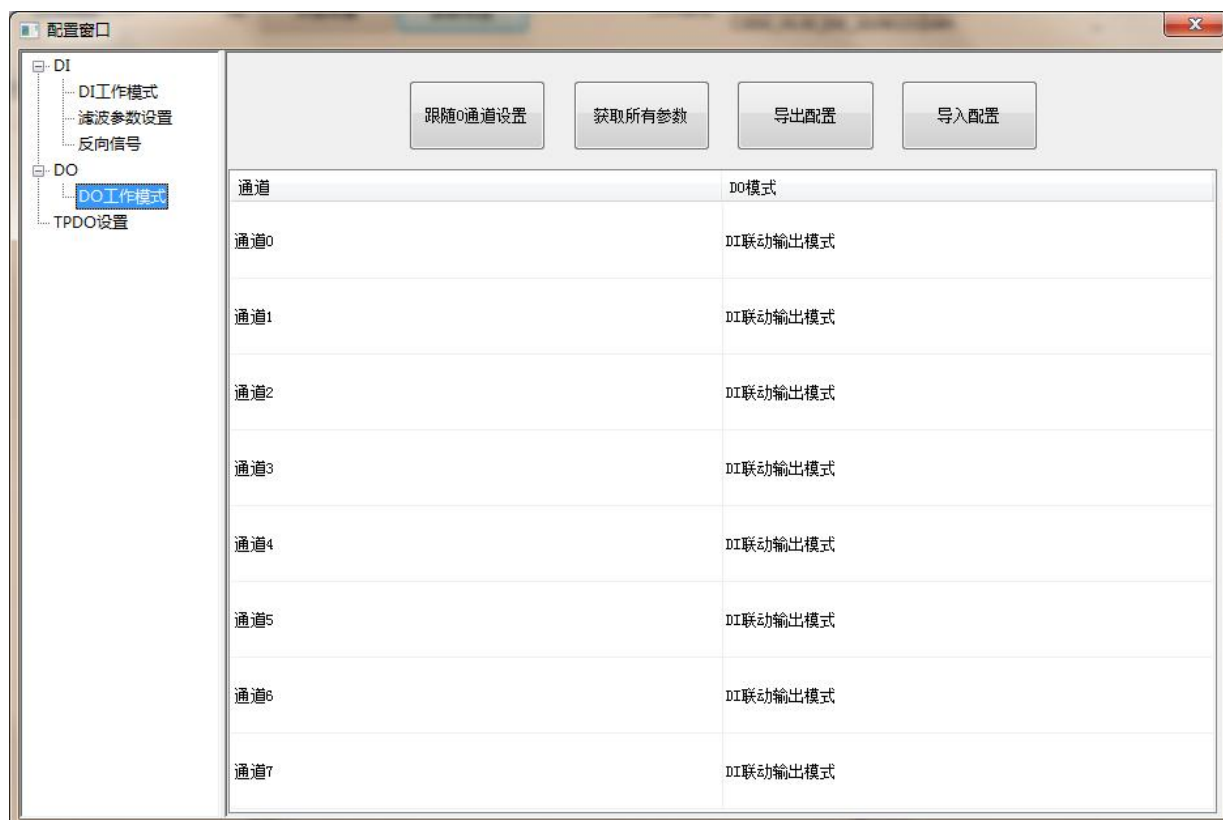 配置窗口
DI
DI工作模式
滤波参数设置
反向信号
DO
DO工作模式
TPDO设置
跟随0通道设置
获取所有参数
导出配置
导入配置
通道 DO模式
通道0 DI联动输出模式
通道1 DI联动输出模式
通道2 DI联动输出模式
通道3 DI联动输出模式
通道4 DI联动输出模式
通道5 DI联动输出模式
通道6 DI联动输出模式
通道7 DI联动输出模式